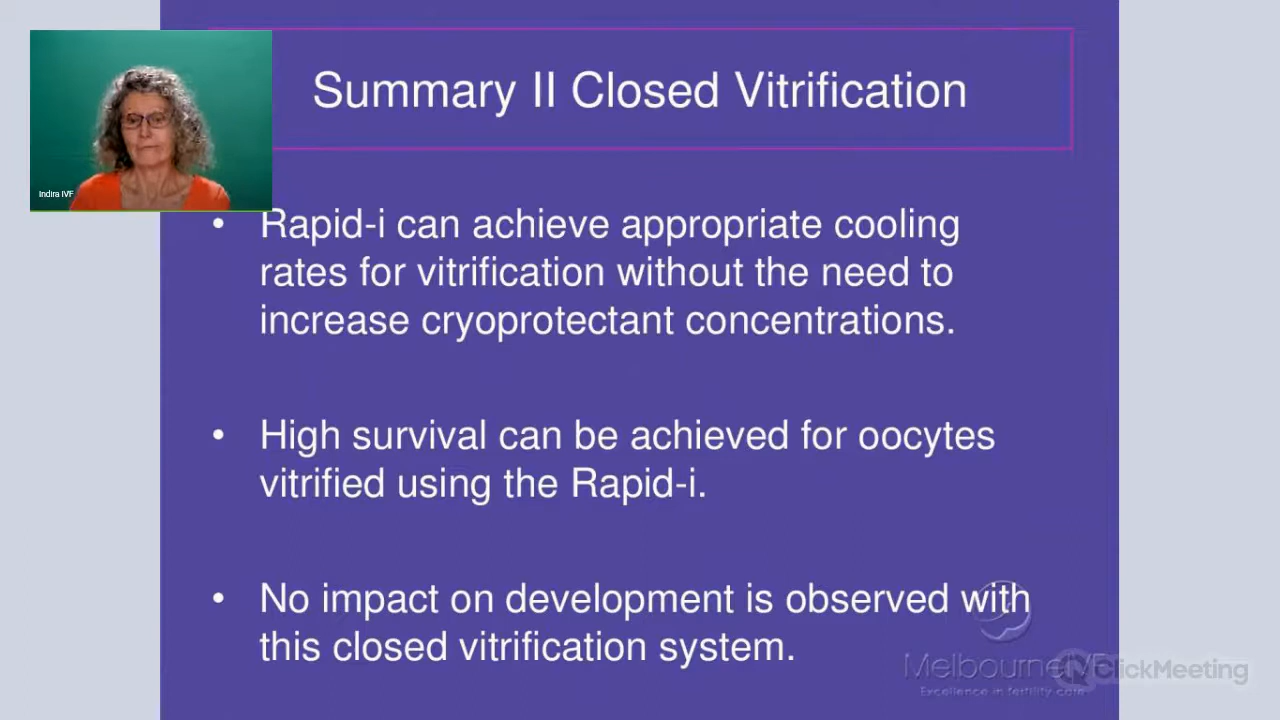 Summary II Closed Vitrification
Indira IVF
• Rapid-i can achieve appropriate cooling
rates for vitrification without the need to
increase cryoprotectant concentrations.
• High survival can be achieved for oocytes
vitrified using the Rapid-i.
• No impact on development is observed with
this closed vitrification system.
MelbourneIVF
ClickMeeting
Excellence in fertility care